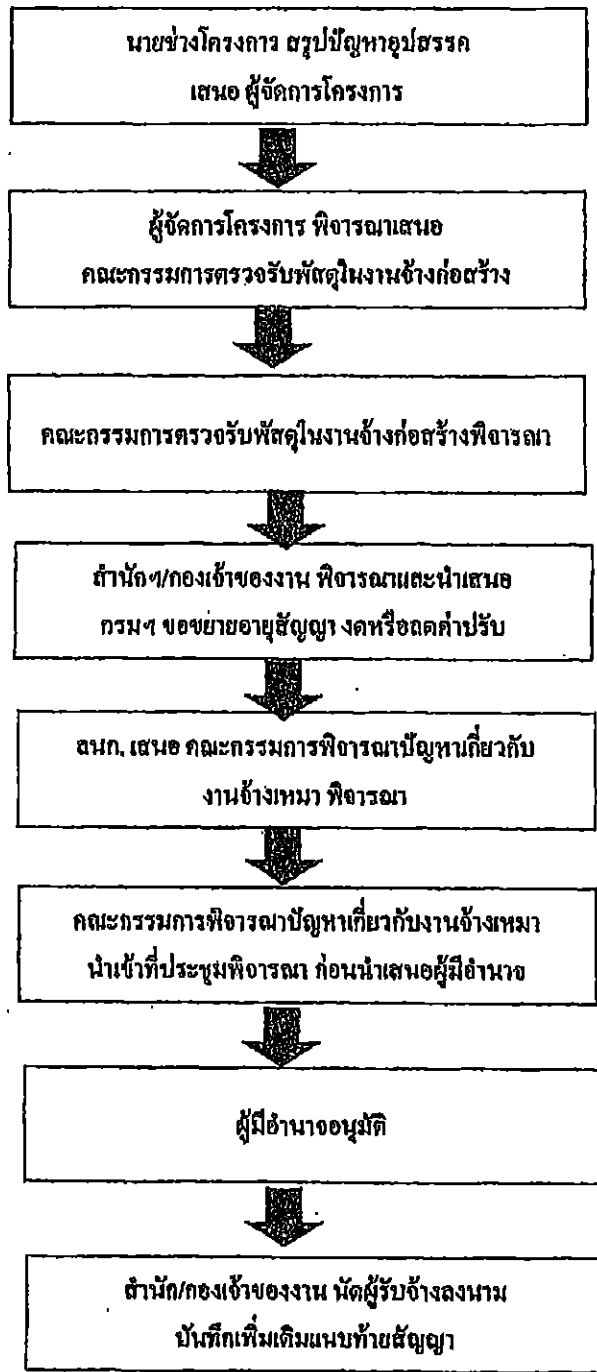 นายช่างโครงการ สรุปปัญหาอุปสรรค
เสนอ ผู้จัดการโครงการ
ผู้จัดการโครงการ พิจารณาเสนอ
คณะกรรมการตรวจรับพัสดุในงานจ้างก่อสร้าง
คณะกรรมการตรวจรับพัสดุในงานจ้างก่อสร้างพิจารณา
สำนักฯ/กองเจ้าของงาน พิจารณาและนำเสนอ
กรมฯ ขอขยายอายุสัญญา งดหรือลดค่าปรับ
ลนก. เสนอ คณะกรรมการพิจารณาปัญหาเกี่ยวกับ
งานจ้างเหมา พิจารณา
คณะกรรมการพิจารณาปัญหาเกี่ยวกับงานจ้างเหมา
นำเข้าที่ประชุมพิจารณา ก่อนนำเสนอผู้มีอำนาจ
ผู้มีอำนาจอนุมัติ
สำนัก/กองเจ้าของงาน นัดผู้รับจ้างลงนาม
บันทึกเพิ่มเติมแนบท้ายสัญญา